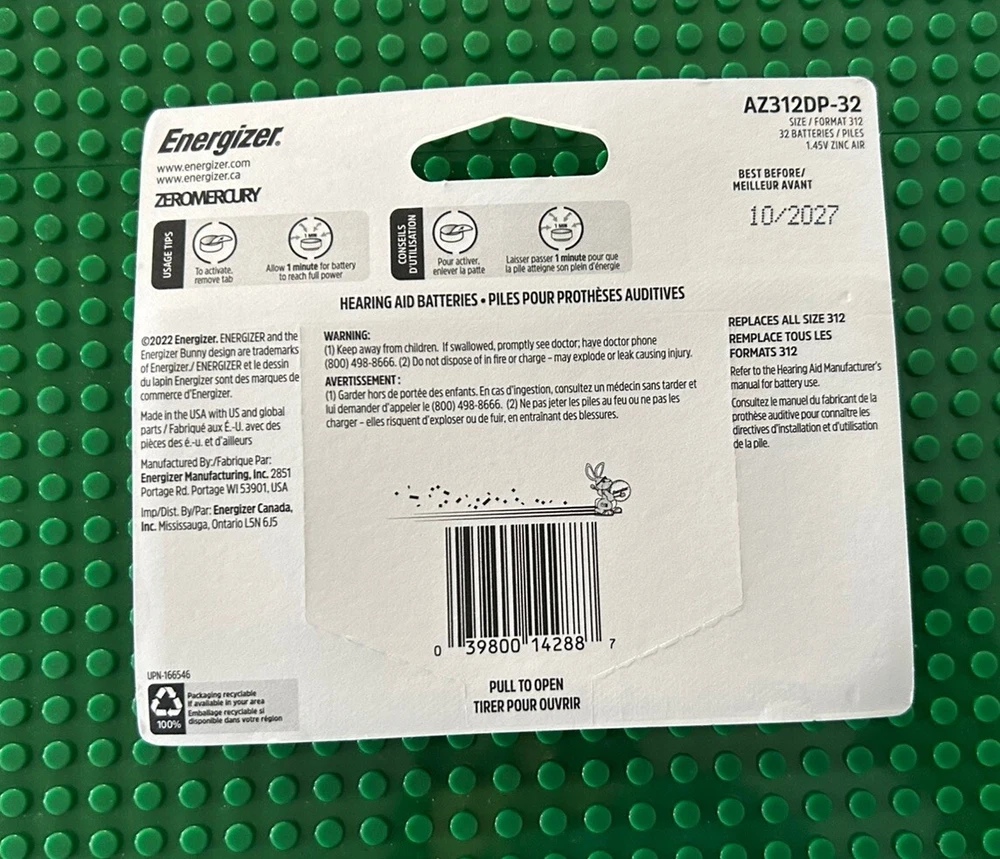 Energizer.
www.energizer.com
www.energizer.ca
ZEROMERCURY
AZ312DP-32
SIZE / FORMAT 312
32 BATTERIES / PILES
1.45V ZINC AIR
BEST BEFORE/
MEILLEUR AVANT
10/2027
USAGE TIPS
To activate,
remove tab
1 MIN
Allow 1 minute for battery
to reach full power
CONSEILS
D'UTILISATION
Pour activer,
enlever la patte
1 MIN
Laisser passer 1 minute pour que
la pile atteigne son plein d'énergie
HEARING AID BATTERIES • PILES POUR PROTHÈSES AUDITIVES
©2022 Energizer. ENERGIZER and the
Energizer Bunny design are trademarks
of Energizer./ ENERGIZER et le dessin
du lapin Energizer sont des marques de
commerce d'Energizer.
Made in the USA with US and global
parts / Fabriqué aux É.-U. avec des
pièces des é.-u. et d'ailleurs
Manufactured By:/Fabrique Par:
Energizer Manufacturing, Inc. 2851
Portage Rd. Portage WI 53901, USA
Imp/Dist. By/Par: Energizer Canada,
Inc. Mississauga, Ontario L5N 6J5
WARNING:
(1) Keep away from children. If swallowed, promptly see doctor; have doctor phone
(800) 498-8666. (2) Do not dispose of in fire or charge – may explode or leak causing injury.
AVERTISSEMENT :
(1) Garder hors de portée des enfants. En cas d'ingestion, consultez un médecin sans tarder et
lui demander d'appeler le (800) 498-8666. (2) Ne pas jeter les piles au feu ou ne pas les
charger – elles risquent d'exploser ou de fuir, en entraînant des blessures.
REPLACES ALL SIZE 312
REMPLACE TOUS LES
FORMATS 312
Refer to the Hearing Aid Manufacturer's
manual for battery use.
Consultez le manuel du fabricant de la
prothèse auditive pour connaître les
directives d'installation et d'utilisation
de la pile.
0 39800 14288 7
UPN-166546
100%
Packaging recyclable
if available in your area
Emballage recyclable si
disponible dans votre région
PULL TO OPEN
TIRER POUR OUVRIR